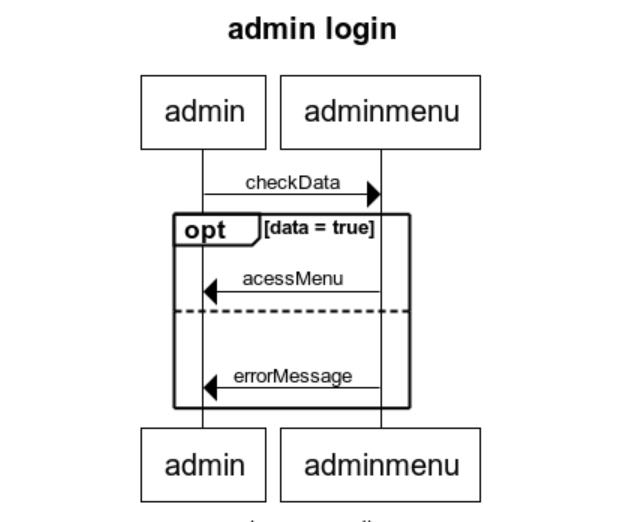 admin login
admin adminmenu
checkData
opt [data = true]
acessMenu
errorMessage
admin adminmenu